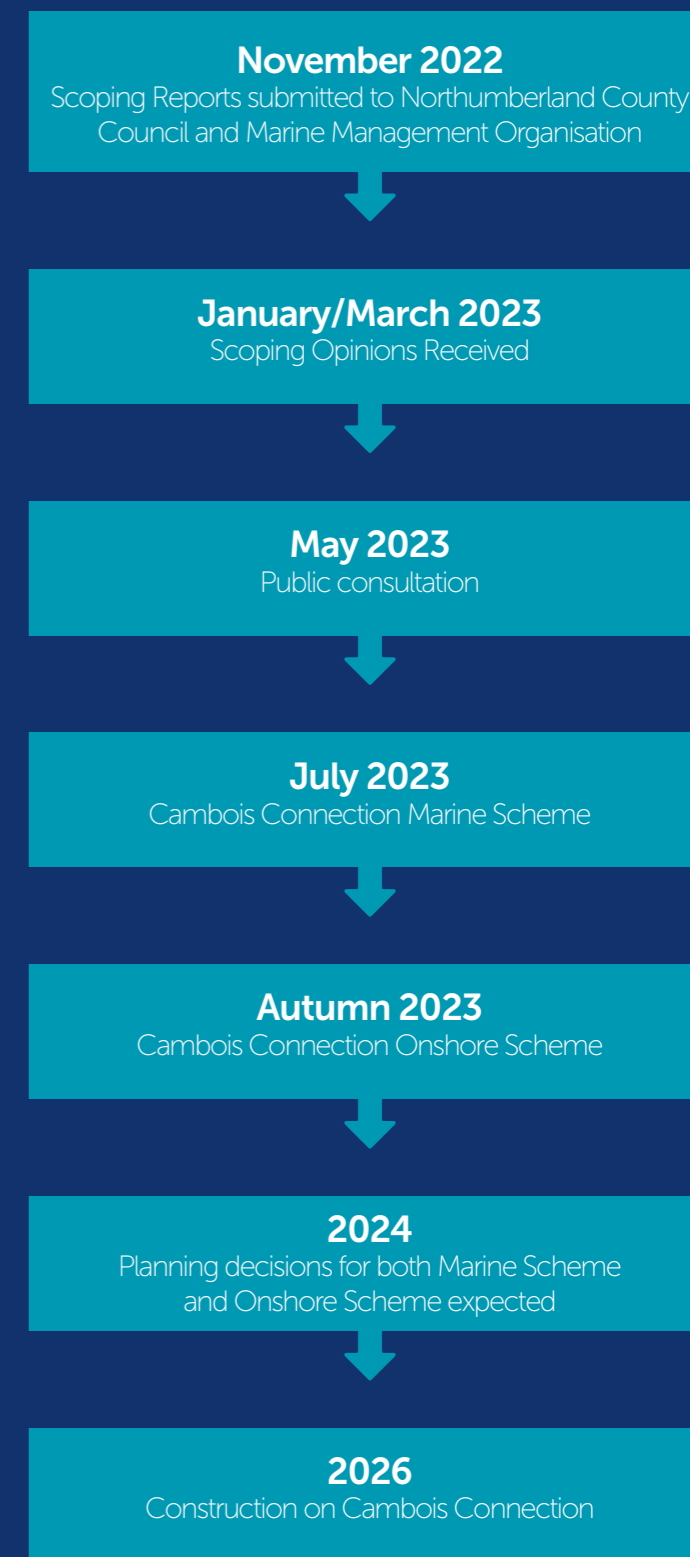 November 2022
Scoping Reports submitted to Northumberland County
Council and Marine Management Organisation
January/March 2023
Scoping Opinions Received
May 2023
Public consultation
July 2023
Cambois Connection Marine Scheme
Autumn 2023
Cambois Connection Onshore Scheme
2024
Planning decisions for both Marine Scheme
and Onshore Scheme expected
2026
Construction on Cambois Connection